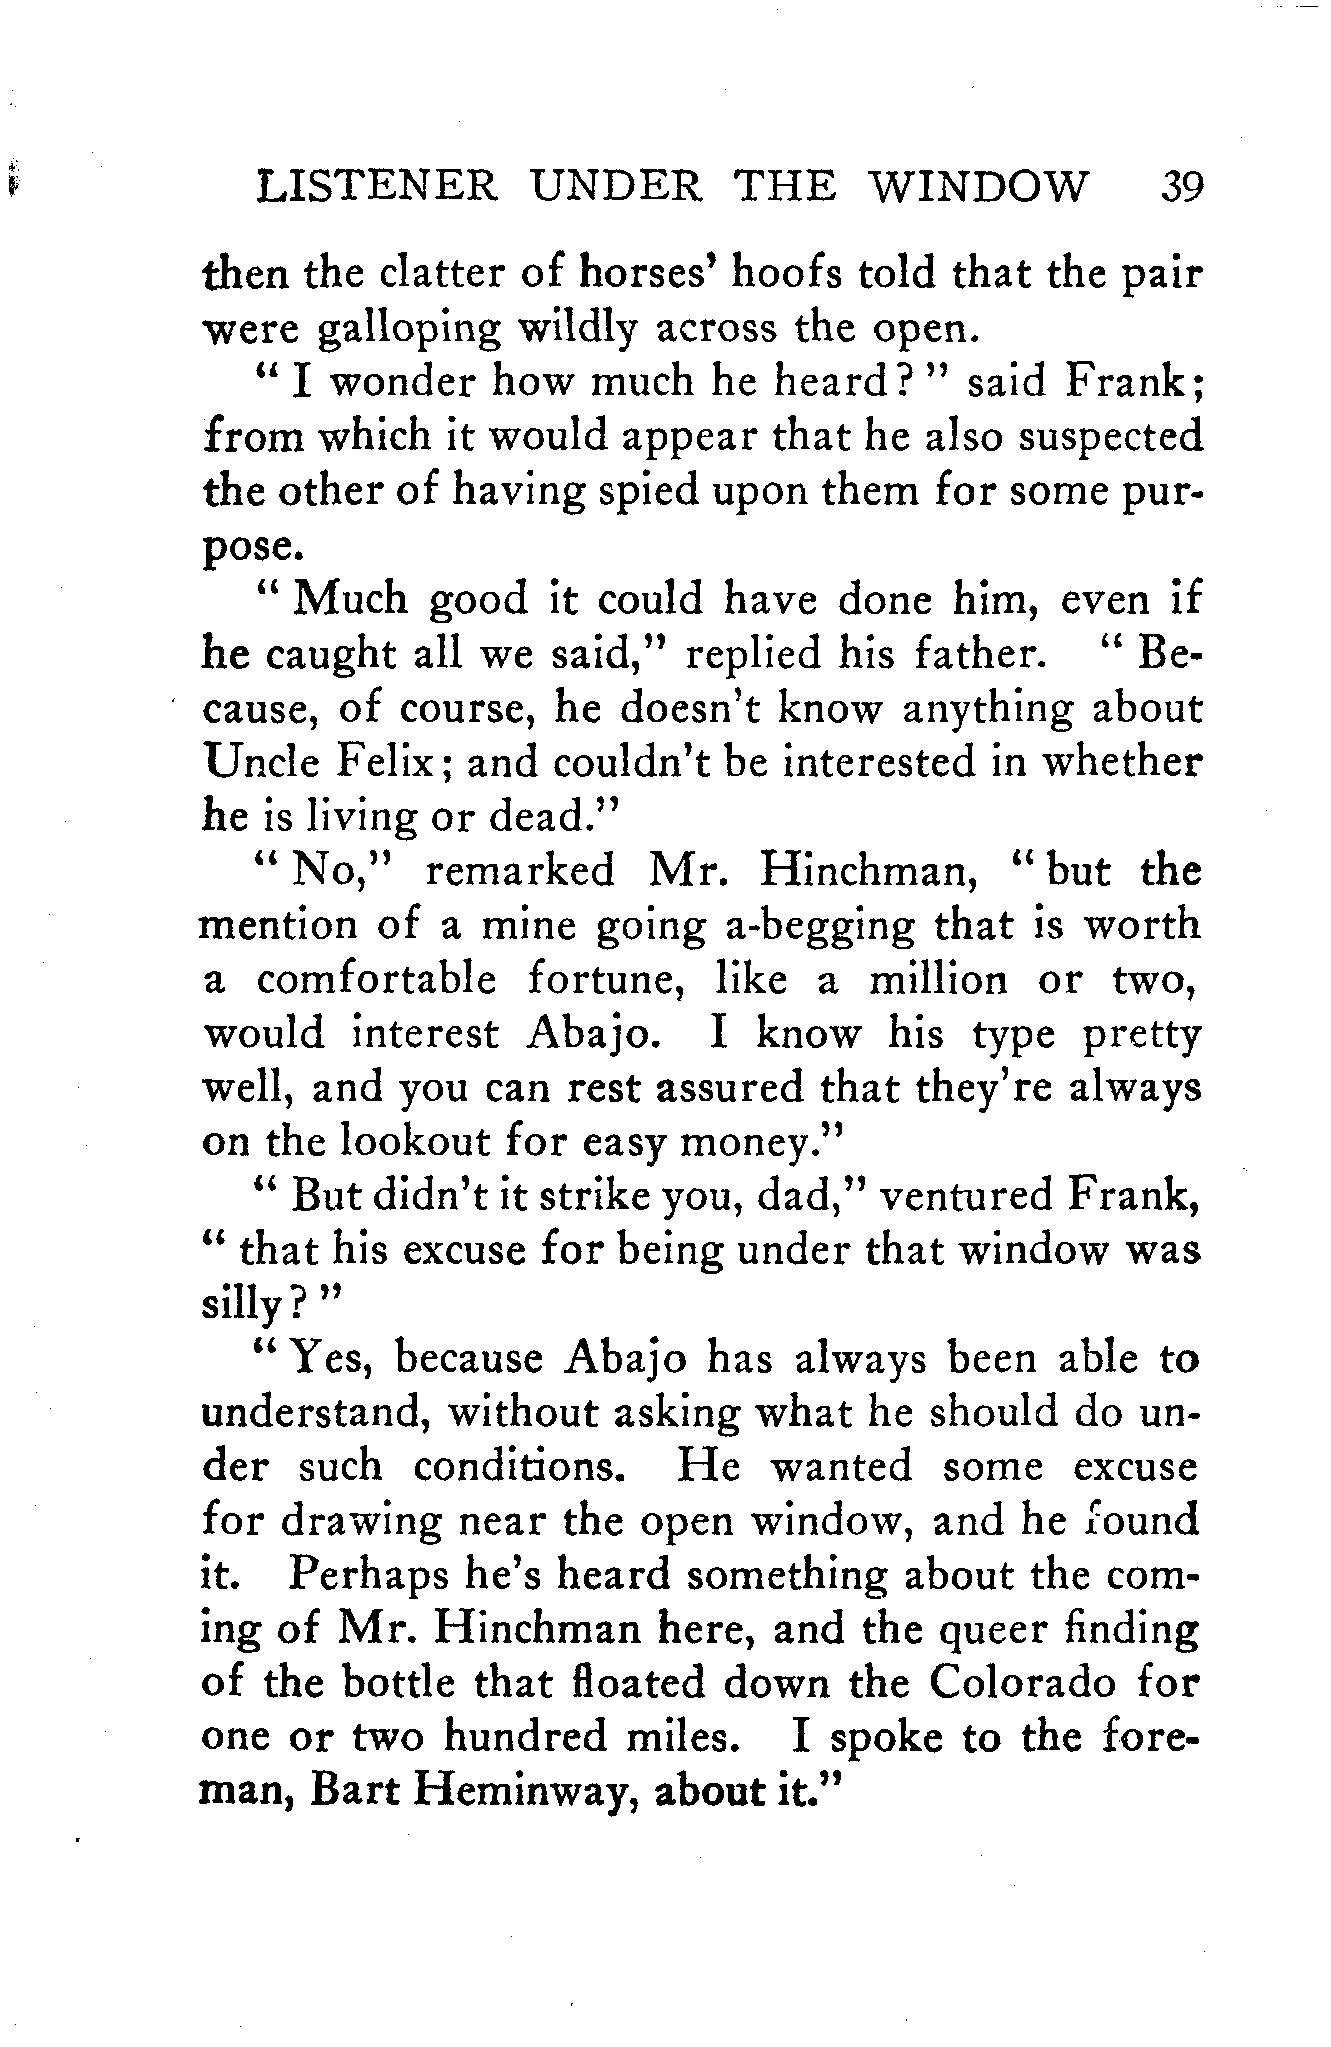 LISTENER UNDER THE WINDOW 39
then the clatter of horses' hoofs told that the pair
were galloping wildly across the open.
" I wonder how much he heard? " said Frank;
from which it would appear that he also suspected
the other of having spied upon them for some pur-
pose.
" Much good it could have done him, even if
he caught all we said," replied his father. " Be-
cause, of course, he doesn't know anything about
Uncle Felix; and couldn't be interested in whether
he is living or dead."
" No," remarked Mr. Hinchman, " but the
mention of a mine going a-begging that is worth
a comfortable fortune, like a million or two,
would interest Abajo. I know his type pretty
well, and you can rest assured that they're always
on the lookout for easy money."
" But didn't it strike you, dad," ventured Frank,
" that his excuse for being under that window was
silly? "
" Yes, because Abajo has always been able to
understand, without asking what he should do un-
der such conditions. He wanted some excuse
for drawing near the open window, and he found
it. Perhaps he's heard something about the com-
ing of Mr. Hinchman here, and the queer finding
of the bottle that floated down the Colorado for
one or two hundred miles. I spoke to the fore-
man, Bart Heminway, about it."